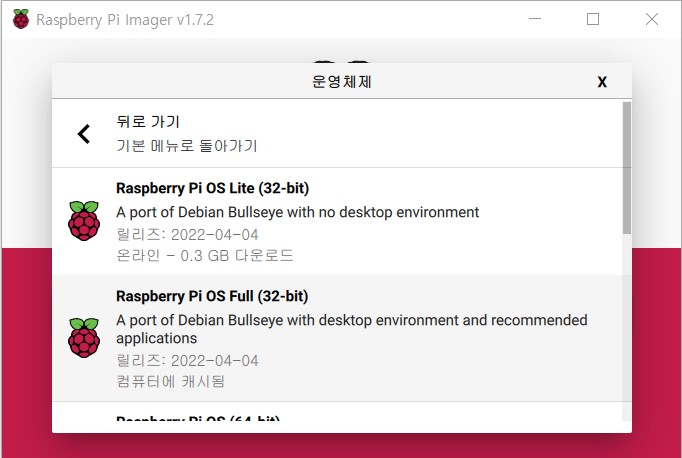 Raspberry Pi Imager v1.7.2
운영체제
X
뒤로 가기
기본 메뉴로 돌아가기
Raspberry Pi OS Lite (32-bit)
A port of Debian Bullseye with no desktop environment
릴리즈: 2022-04-04
온라인 - 0.3 GB 다운로드
Raspberry Pi OS Full (32-bit)
A port of Debian Bullseye with desktop environment and recommended
applications
릴리즈: 2022-04-04
컴퓨터에 캐시됨
Raspberry Pi OS (64-bit)